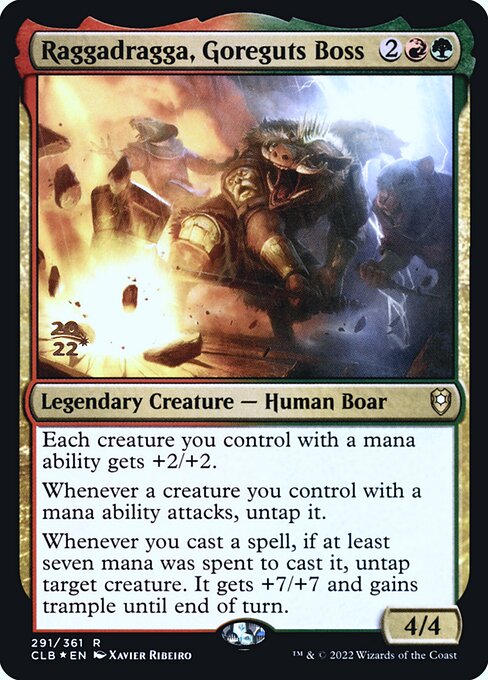 Raggadragga, Goreguts Boss 2
20
22
Legendary Creature — Human Boar
Each creature you control with a mana
ability gets +2/+2.
Whenever a creature you control with a
mana ability attacks, untap it.
Whenever you cast a spell, if at least
seven mana was spent to cast it, untap
target creature. It gets +7/+7 and gains
trample until end of turn.
4/4
291/361 R
CLB ★ EN Xavier Ribeiro
™ & © 2022 Wizards of the Coast